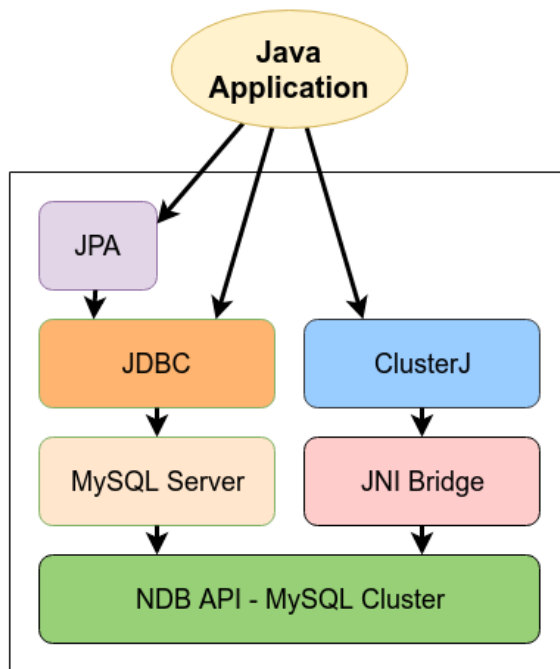 Java
Application
JPA
JDBC
ClusterJ
MySQL Server
JNI Bridge
NDB API - MySQL Cluster